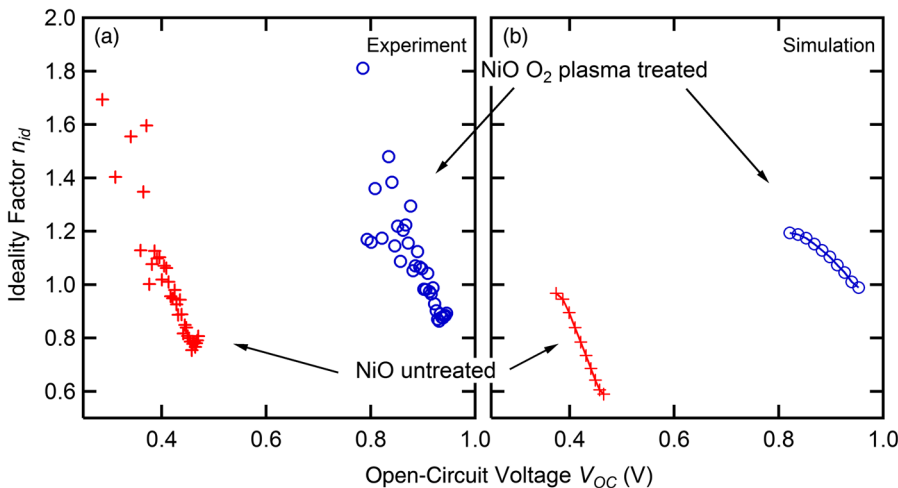 (a)
Experiment
(b)
Simulation
NiO O2 plasma treated
NiO untreated
Ideality Factor nid
2.0
1.8
1.6
1.4
1.2
1.0
0.8
0.6
0.4 0.6 0.8 1.0
0.4 0.6 0.8 1.0
Open-Circuit Voltage VOC (V)